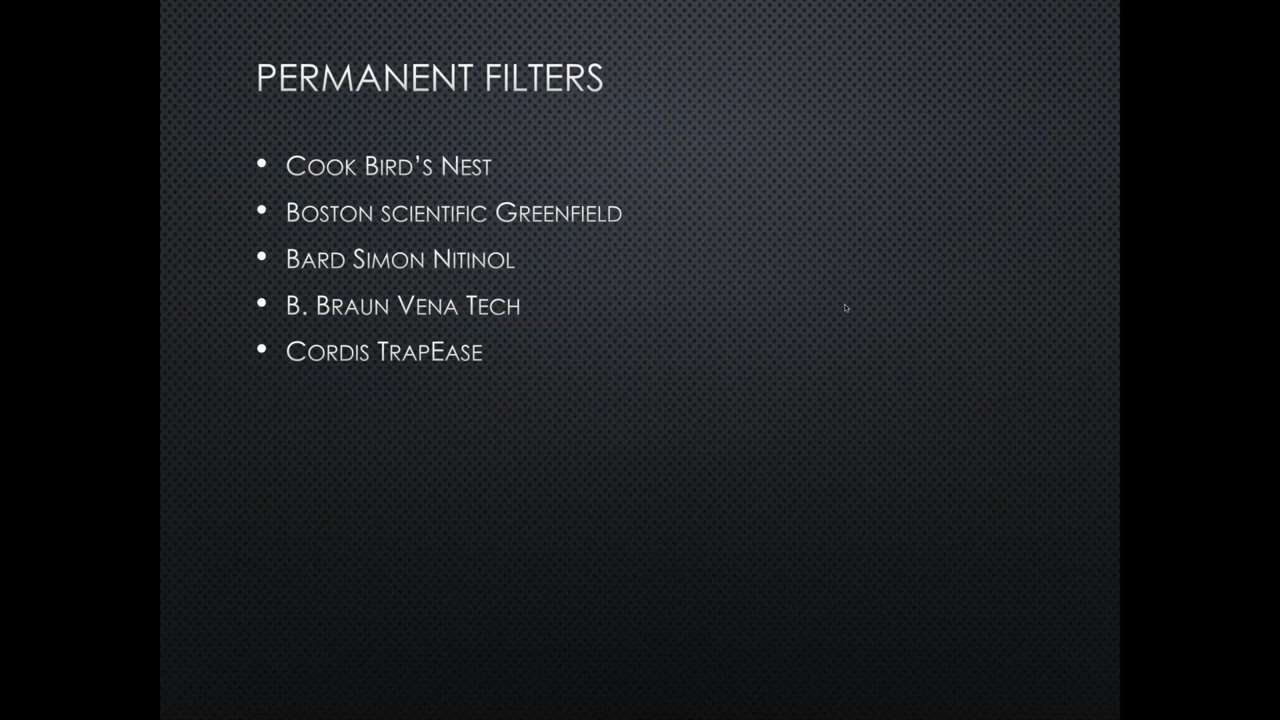 PERMANENT FILTERS
• COOK BIRD'S NEST
• BOSTON SCIENTIFIC GREENFIELD
• BARD SIMON NITINOL
• B. BRAUN VENA TECH
• CORDIS TRAPEASE